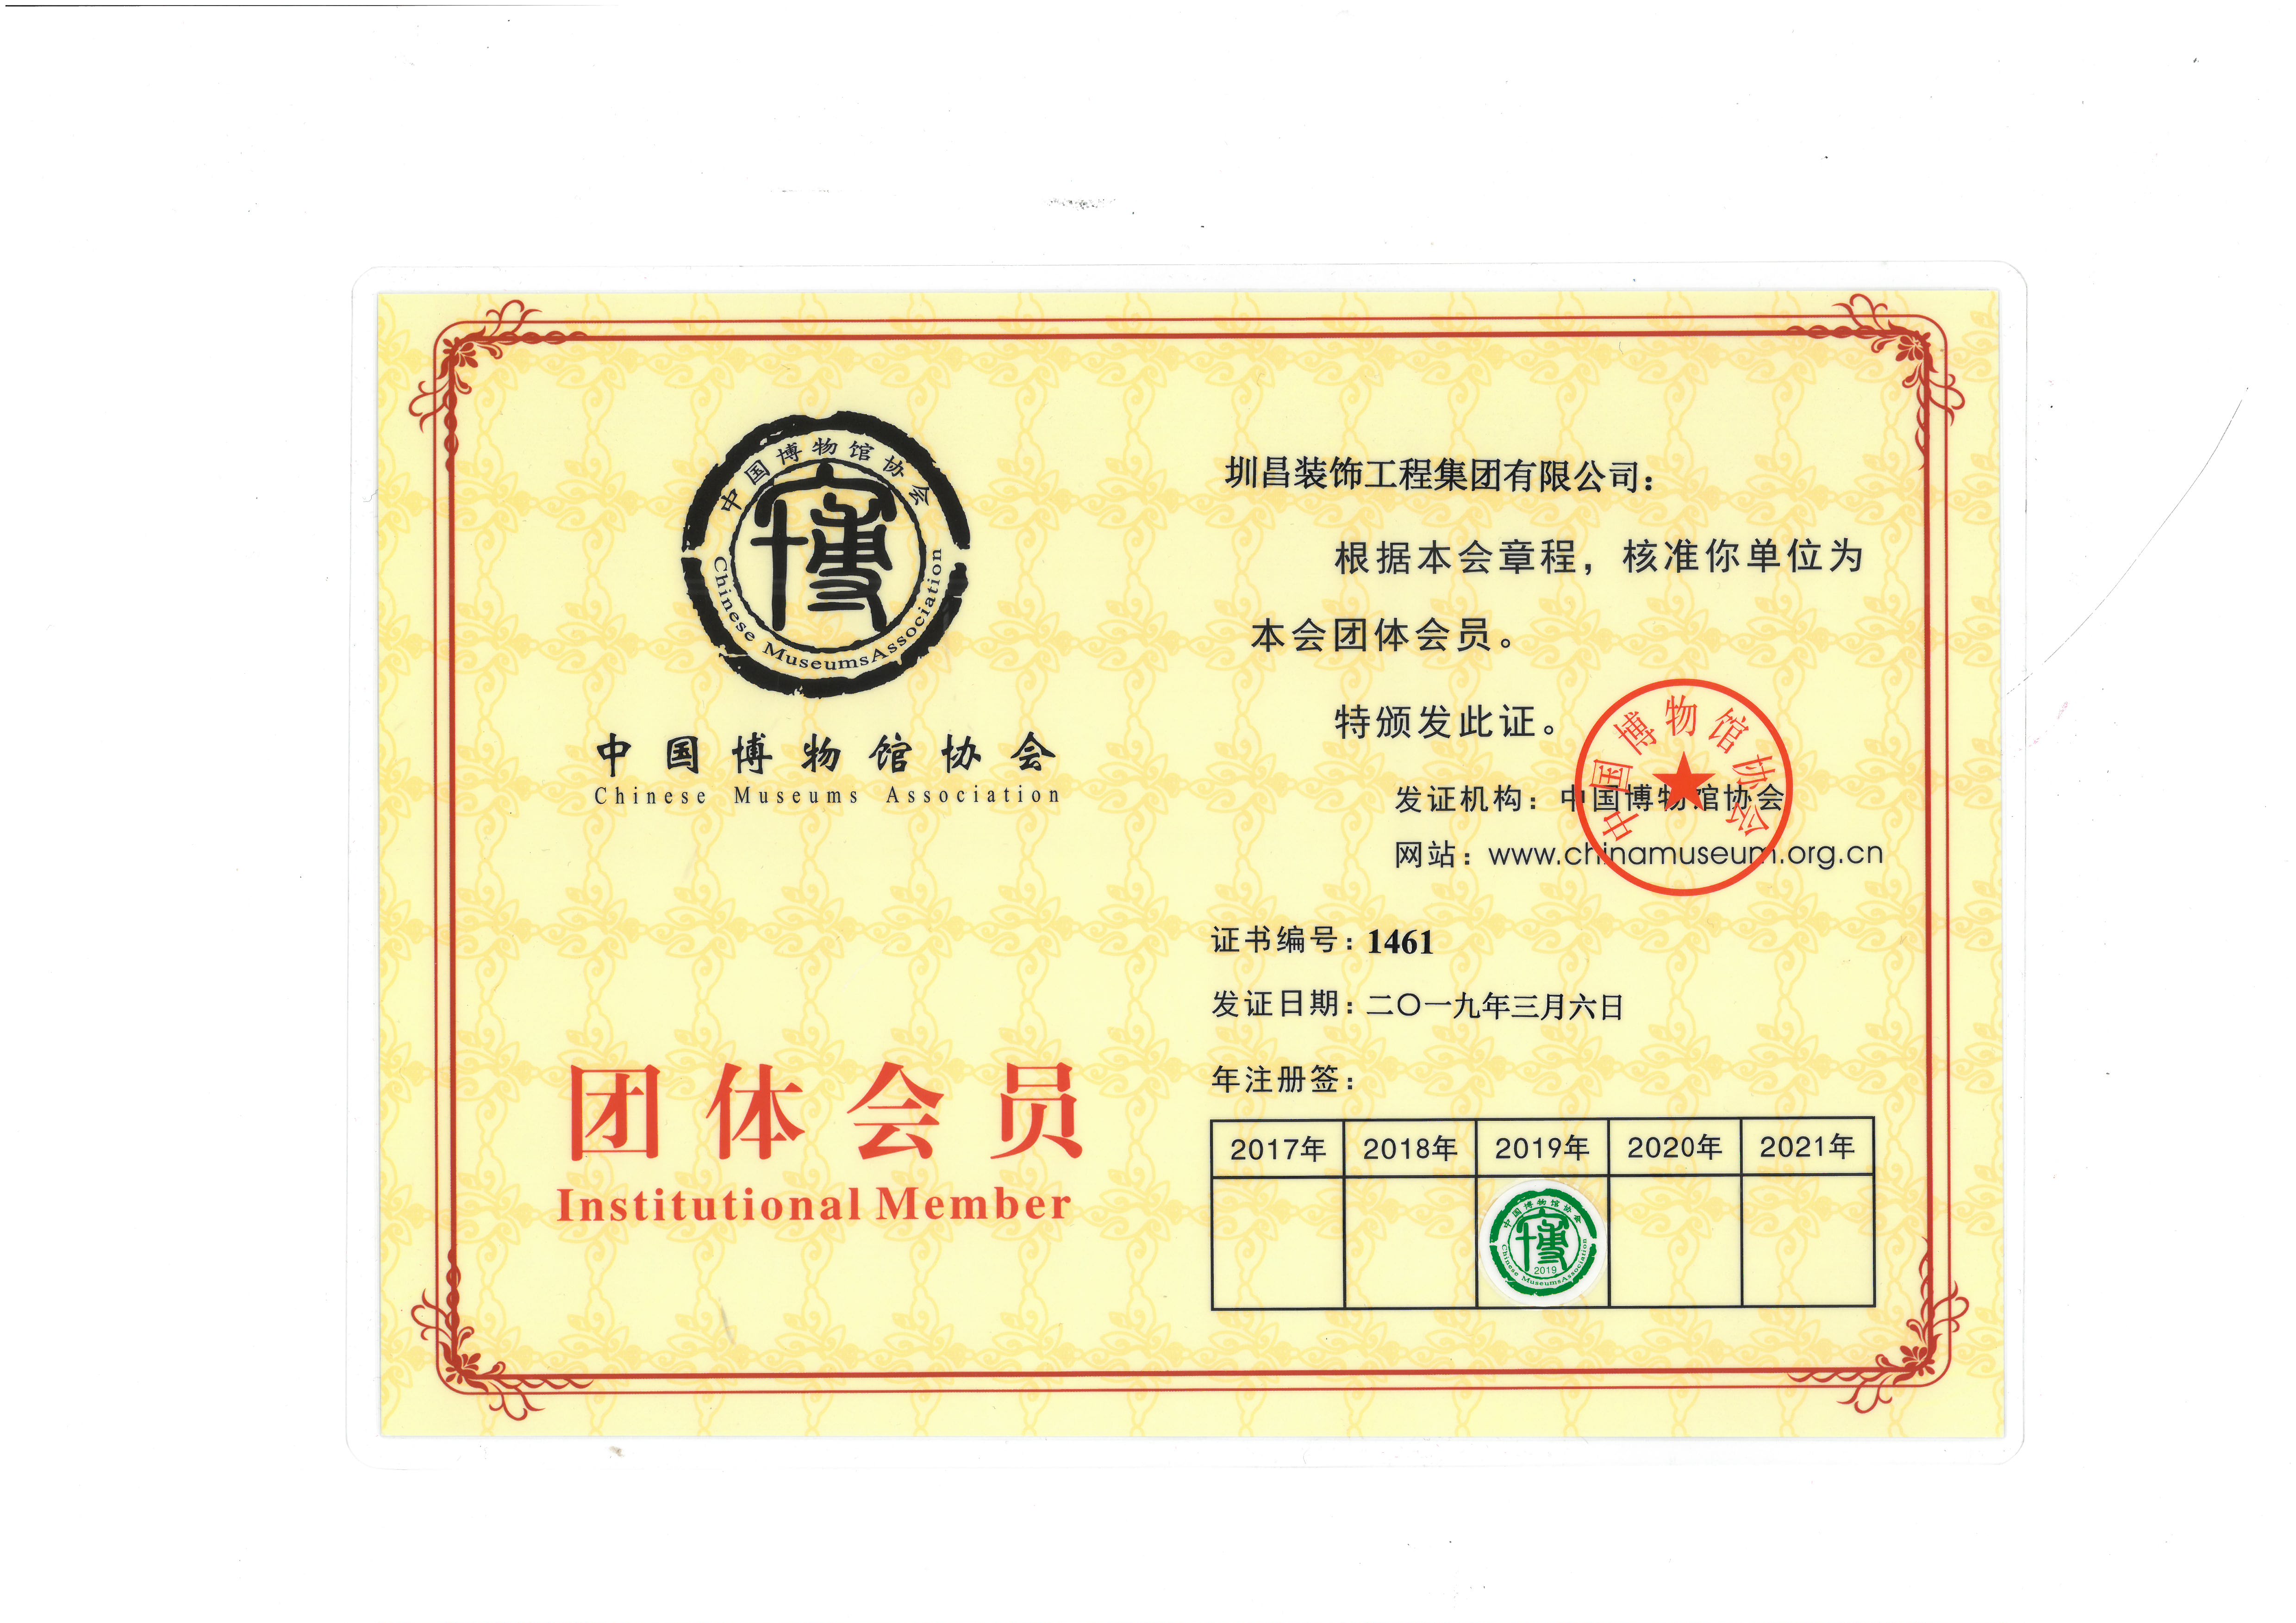 中国博物馆协会
博
Chinese MuseumsAssociation
中国博物馆协会
Chinese Museums Association
团体会员
Institutional Member
圳昌装饰工程集团有限公司：
根据本会章程，核准你单位为
本会团体会员。
特颁发此证。
中国博物馆协会
发证机构：中国博物馆协会
网站：www.chinamuseum.org.cn
证书编号：1461
发证日期：二〇一九年三月六日
年注册签：
2017年 2018年 2019年 2020年 2021年
中国博物馆协会
博
2019
Chinese MuseumsAssociation